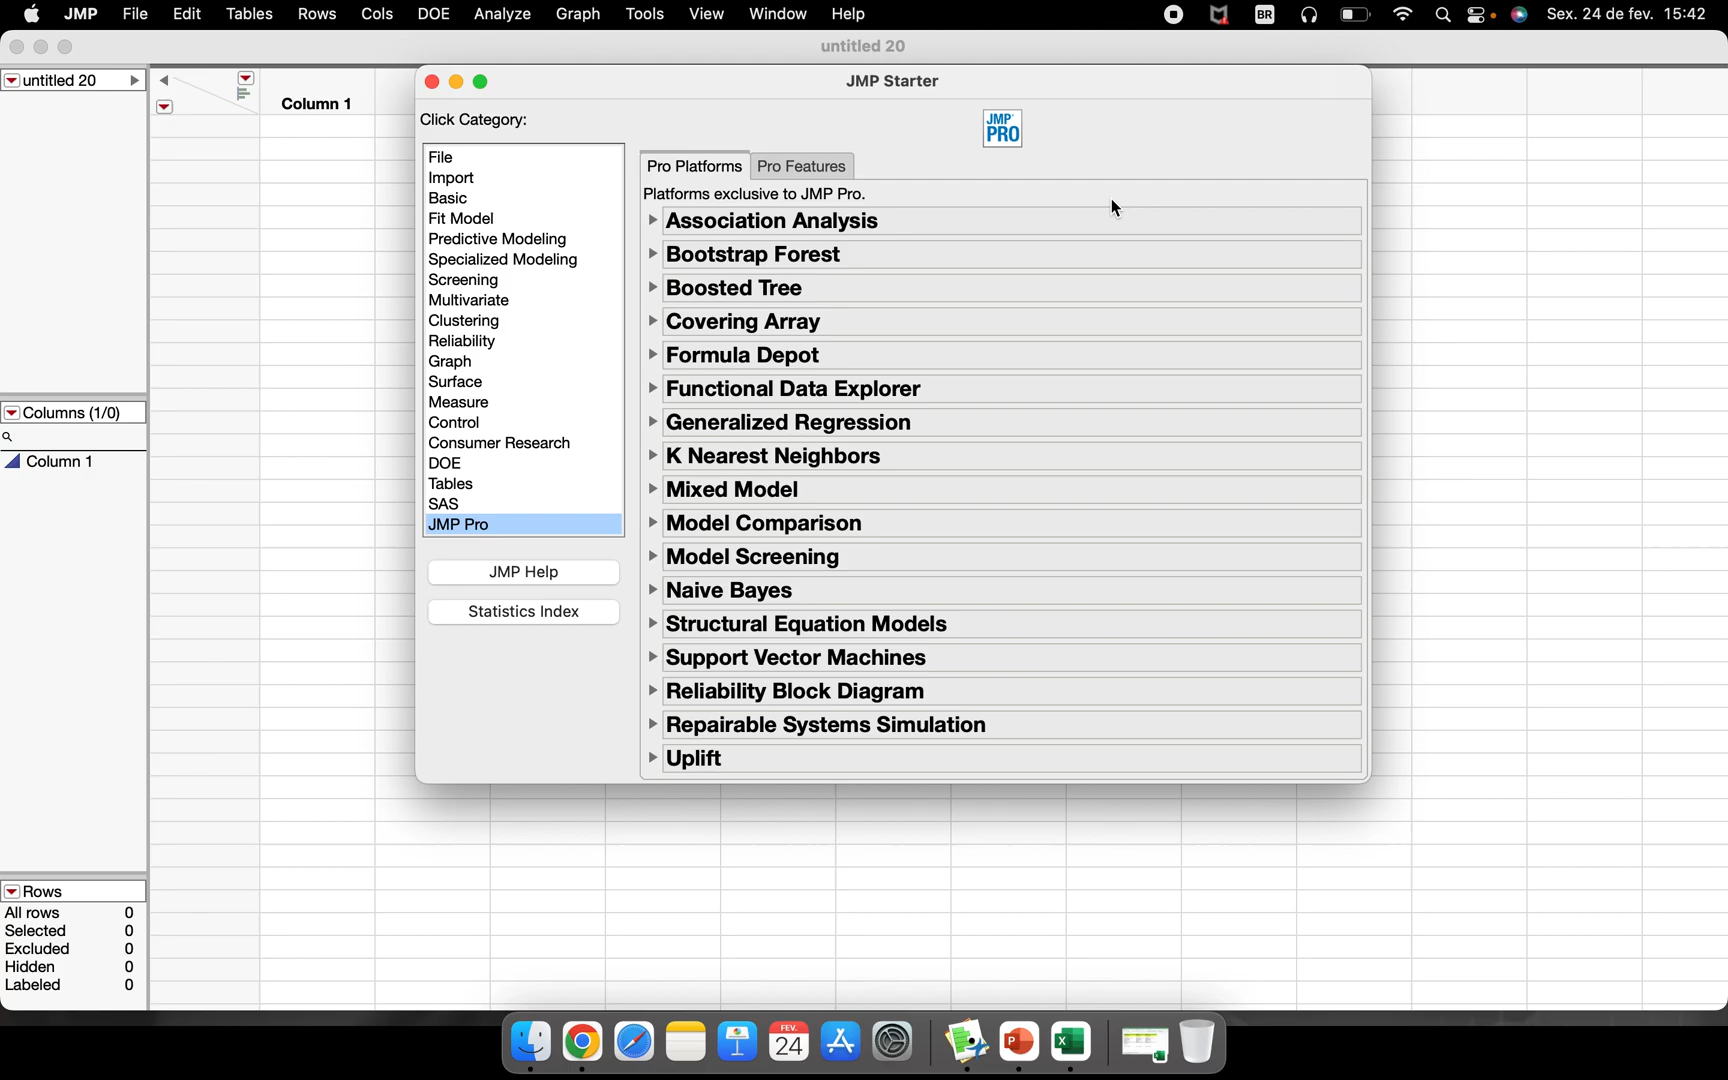 JMP File Edit Tables Rows Cols DOE Analyze Graph Tools View Window Help BR Sex. 24 de fev. 15:42
untitled 20
untitled 20
Column 1
Columns (1/0)
Column 1
Rows
All rows 0
Selected 0
Excluded 0
Hidden 0
Labeled 0
JMP Starter
Click Category:
File
Import
Basic
Fit Model
Predictive Modeling
Specialized Modeling
Screening
Multivariate
Clustering
Reliability
Graph
Surface
Measure
Control
Consumer Research
DOE
Tables
SAS
JMP Pro
JMP Help
Statistics Index
JMP
PRO
Pro Platforms Pro Features
Platforms exclusive to JMP Pro.
Association Analysis
Bootstrap Forest
Boosted Tree
Covering Array
Formula Depot
Functional Data Explorer
Generalized Regression
K Nearest Neighbors
Mixed Model
Model Comparison
Model Screening
Naive Bayes
Structural Equation Models
Support Vector Machines
Reliability Block Diagram
Repairable Systems Simulation
Uplift
FEV.
24
P
X